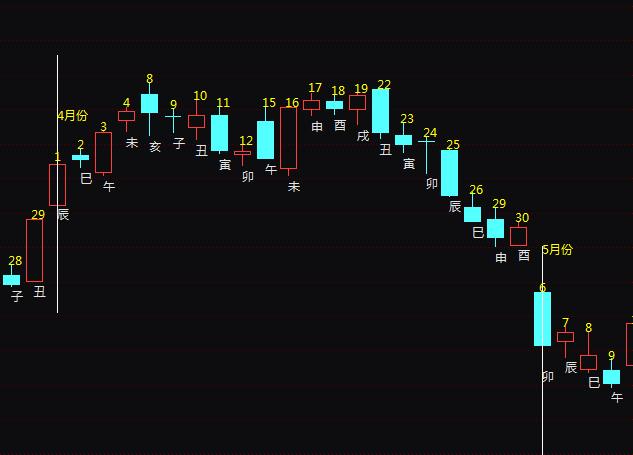 28
子
29
丑
4月份
1
辰
2
巳
3
午
4
未
8
亥
9
子
10
丑
11
寅
12
卯
15
午
16
未
17
申
18
酉
19
戌
22
丑
23
寅
24
卯
25
辰
26
巳
29
申
30
酉
5月份
6
卯
7
辰
8
巳
9
午